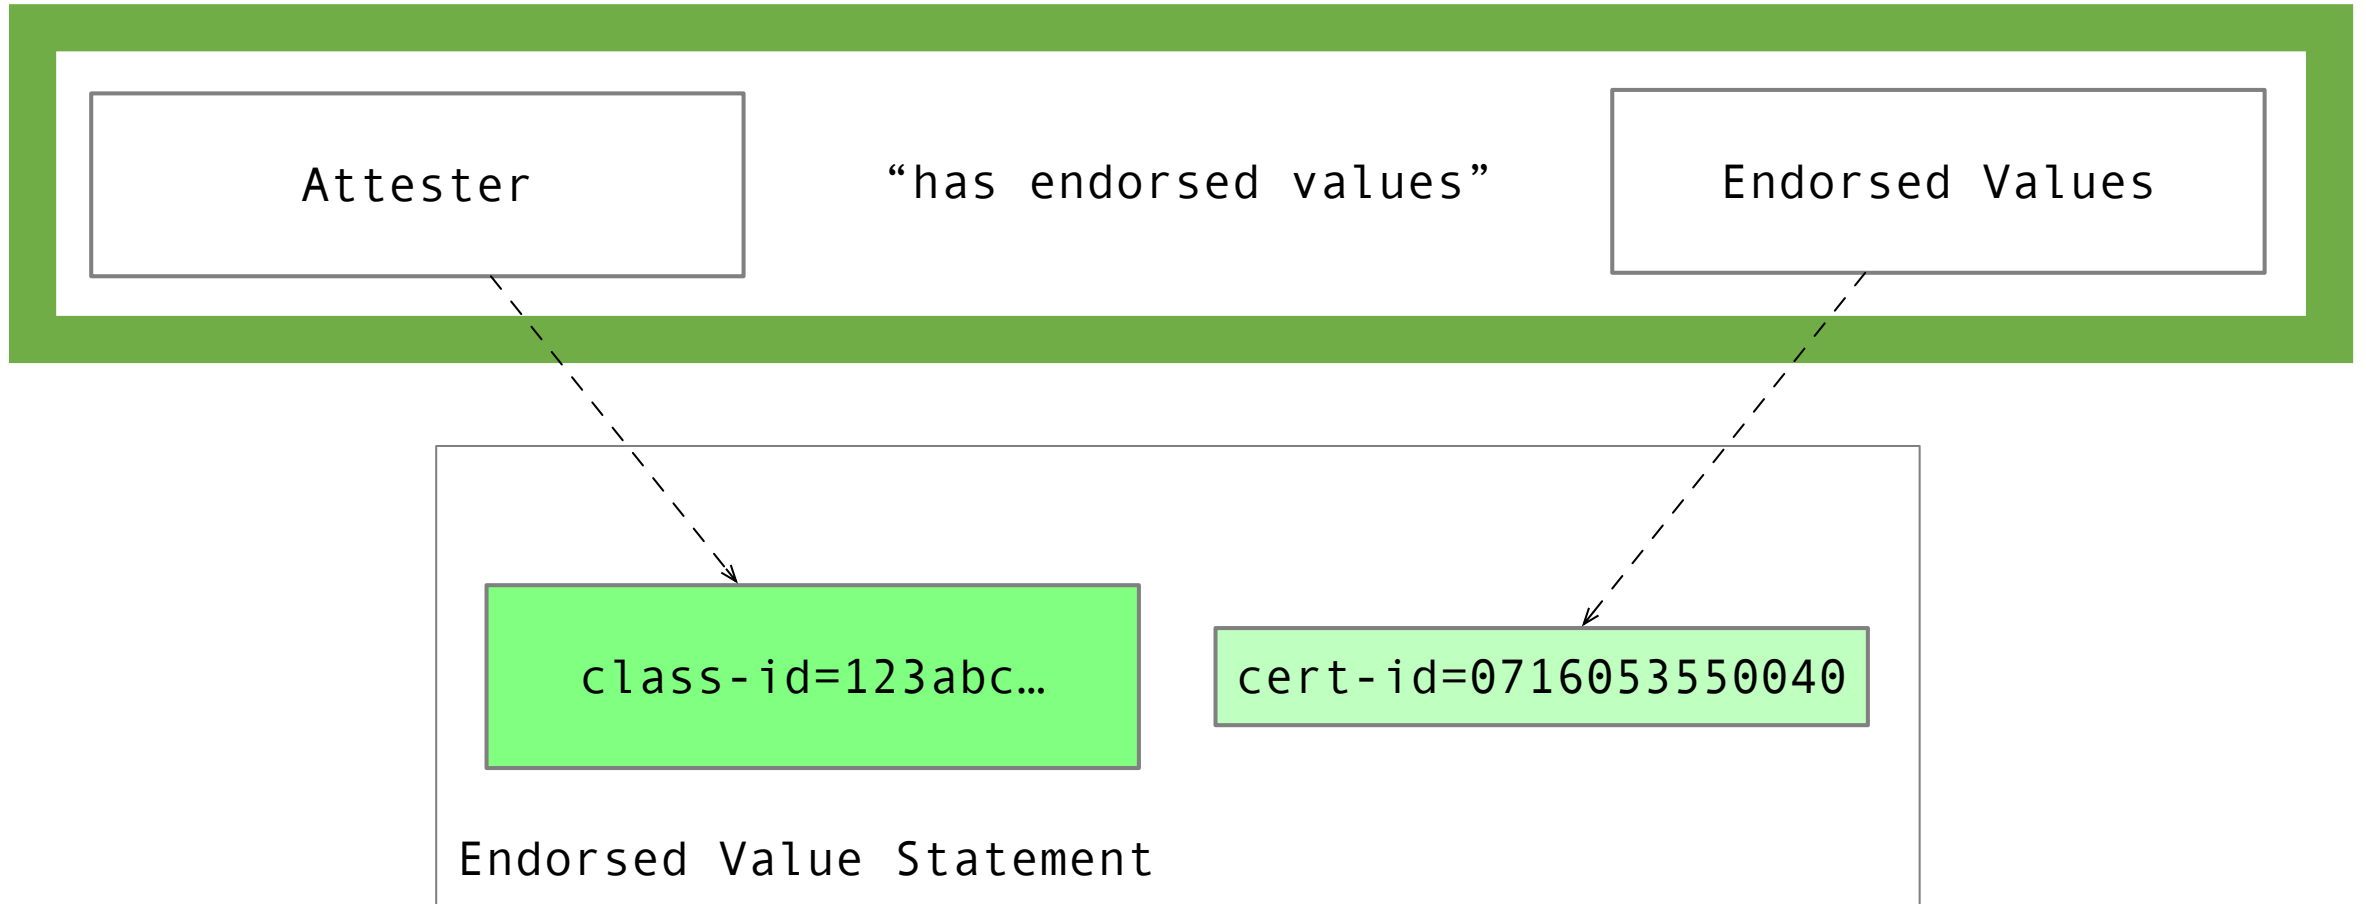 Attester
“has endorsed values”
Endorsed Values
class-id=123abc…
cert-id=0716053550040
Endorsed Value Statement